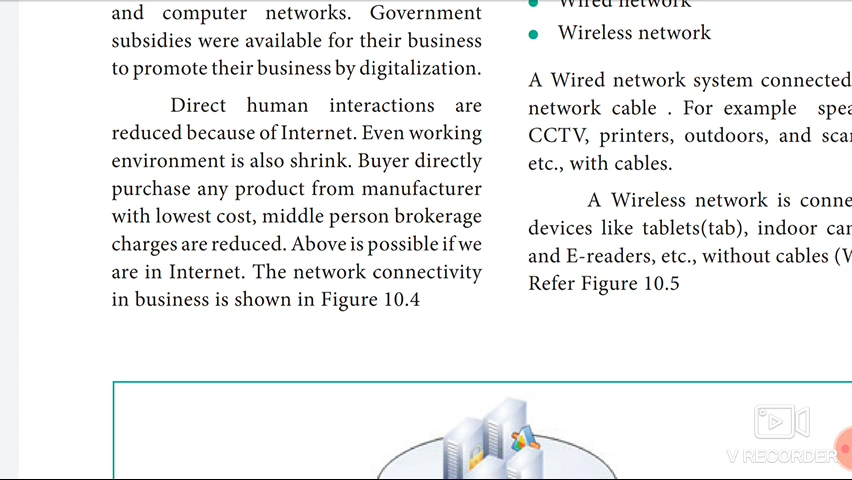 and computer networks. Government
subsidies were available for their business
to promote their business by digitalization.
Direct human interactions are
reduced because of Internet. Even working
environment is also shrink. Buyer directly
purchase any product from manufacturer
with lowest cost, middle person brokerage
charges are reduced. Above is possible if we
are in Internet. The network connectivity
in business is shown in Figure 10.4
Wired network
Wireless network
A Wired network system connected
network cable . For example
CCTV, printers, outdoors, and
etc., with cables.
A Wireless network is
devices like tablets(tab), indoor
and E-readers, etc., without cables
Refer Figure 10.5
V RECORDER